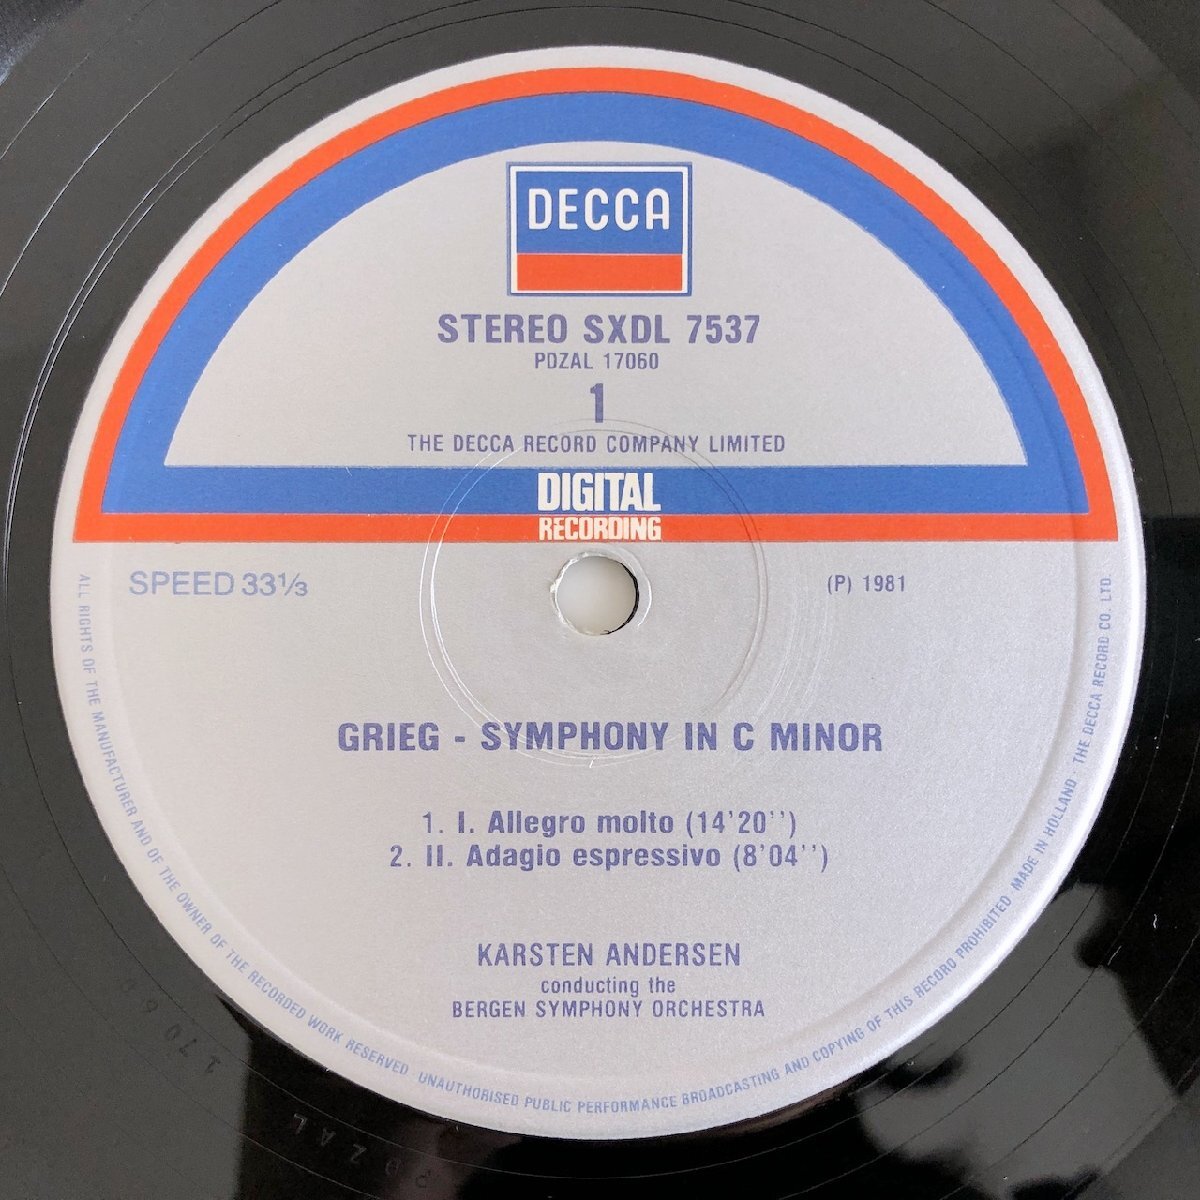 DECCA
STEREO SXDL 7537
PDZAL 17060
1
THE DECCA RECORD COMPANY LIMITED
DIGITAL
RECORDING
SPEED 33⅓
(P) 1981
GRIEG - SYMPHONY IN C MINOR
1. I. Allegro molto (14'20'')
2. II. Adagio espressivo (8'04'')
KARSTEN ANDERSEN
conducting the
BERGEN SYMPHONY ORCHESTRA
ALL RIGHTS OF THE MANUFACTURER AND OF THE OWNER OF THE RECORDED WORK RESERVED. UNAUTHORISED PUBLIC PERFORMANCE BROADCASTING AND COPYING OF THIS RECORD PROHIBITED. MADE IN HOLLAND · THE DECCA RECORD CO. LTD.